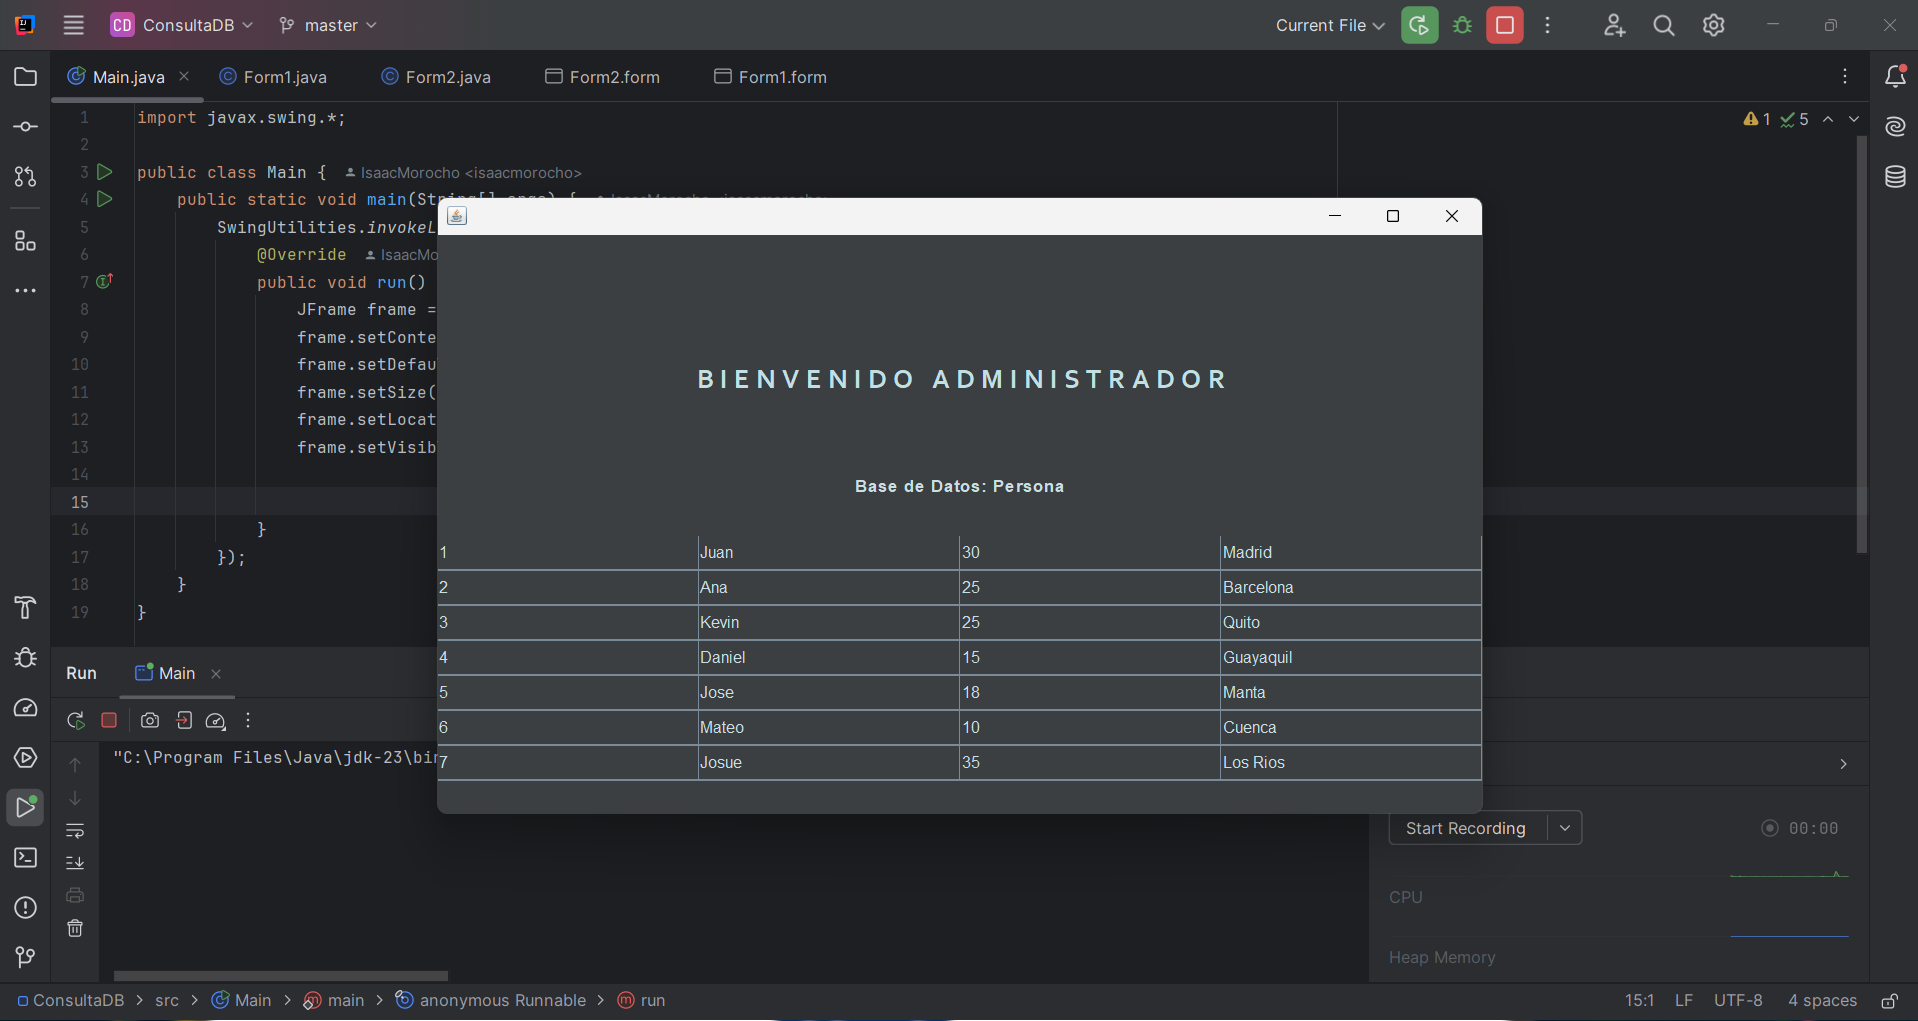 CD ConsultaDB master Current File
Main.java Form1.java Form2.java Form2.form Form1.form
1 import javax.swing.*; 1 5
2
3 public class Main { IsaacMorocho <isaacmorocho>
4 public static void main(String[] args) {
5 SwingUtilities.invokeL
6 @Override IsaacMo
7 public void run()
8 JFrame frame =
9 frame.setConte
10 frame.setDefau
11 frame.setSize(
12 frame.setLocat
13 frame.setVisib
14
15
16 }
17 });
18 }
19 }
BIENVENIDO ADMINISTRADOR
Base de Datos: Persona
1 Juan 30 Madrid
2 Ana 25 Barcelona
3 Kevin 25 Quito
4 Daniel 15 Guayaquil
5 Jose 18 Manta
6 Mateo 10 Cuenca
7 Josue 35 Los Rios
Run Main
"C:\Program Files\Java\jdk-23\bin
Start Recording 00:00
CPU
Heap Memory
ConsultaDB > src > Main > main > anonymous Runnable > run 15:1 LF UTF-8 4 spaces